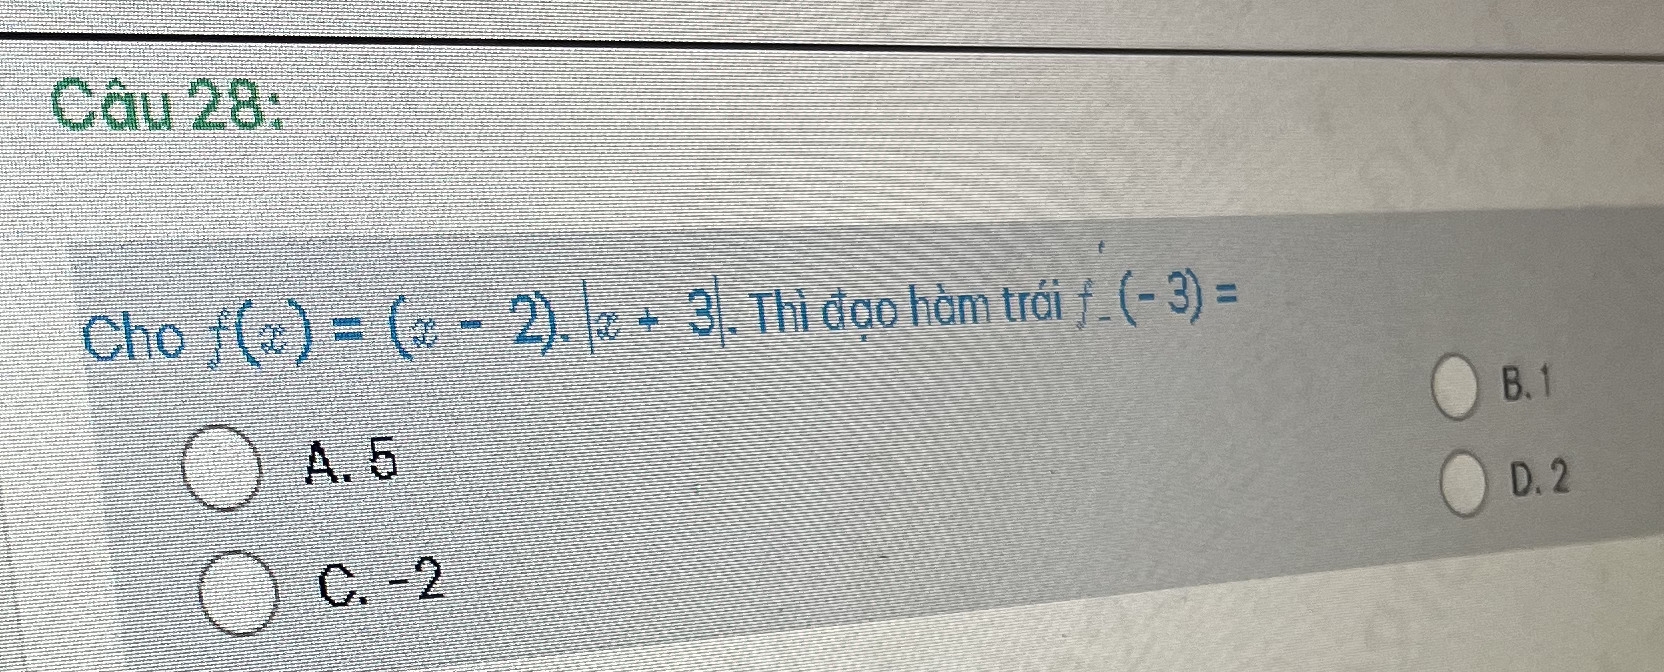 Câu 28:
Cho f(x) = (x - 2). |x + 3|. Thì đạo hàm trái f'_(- 3) =
A. 5
B. 1
C. -2
D. 2